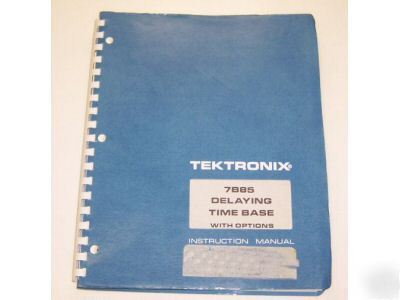 TEKTRONIX®
7B85
DELAYING
TIME BASE
WITH OPTIONS
INSTRUCTION MANUAL